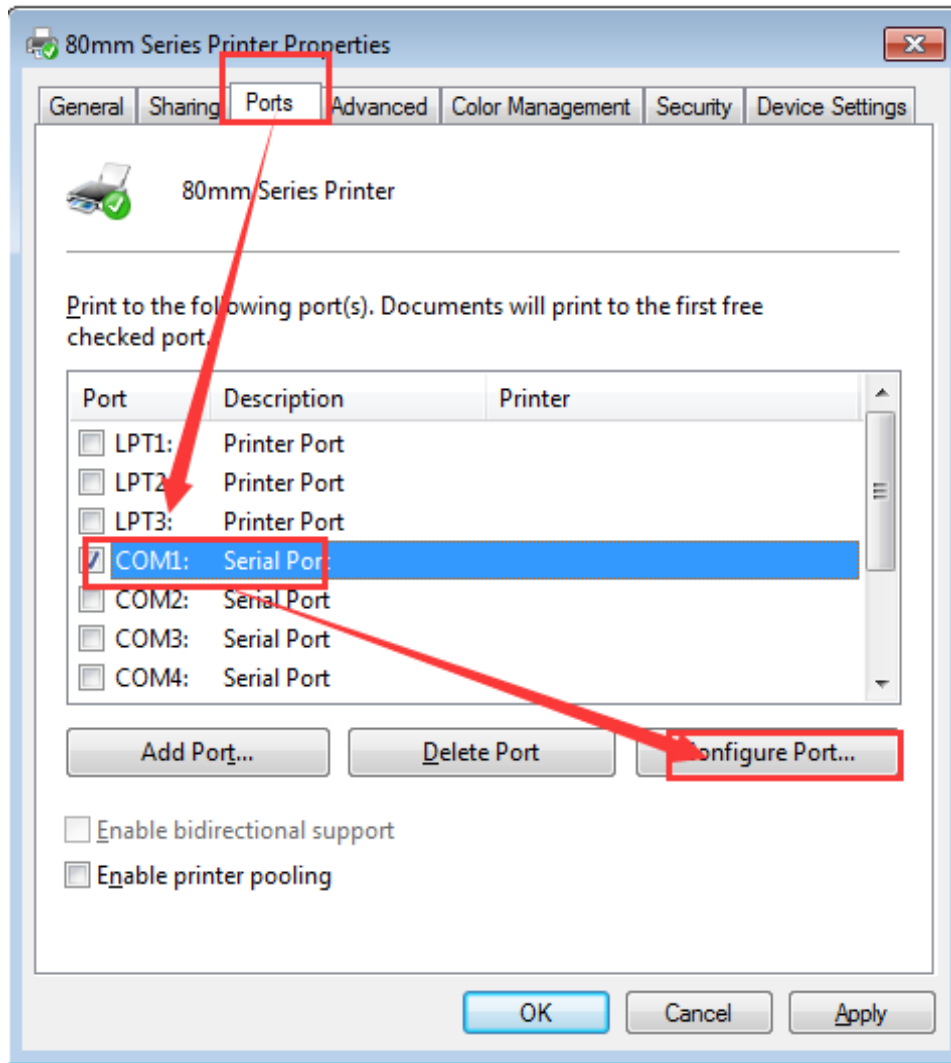 80mm Series Printer Properties
General Sharing Ports Advanced Color Management Security Device Settings
80mm Series Printer
Print to the following port(s). Documents will print to the first free
checked port.
Port Description Printer
LPT1: Printer Port
LPT2 Printer Port
LPT3: Printer Port
COM1: Serial Port
COM2: Serial Port
COM3: Serial Port
COM4: Serial Port
Add Port... Delete Port Configure Port...
Enable bidirectional support
Enable printer pooling
OK Cancel Apply